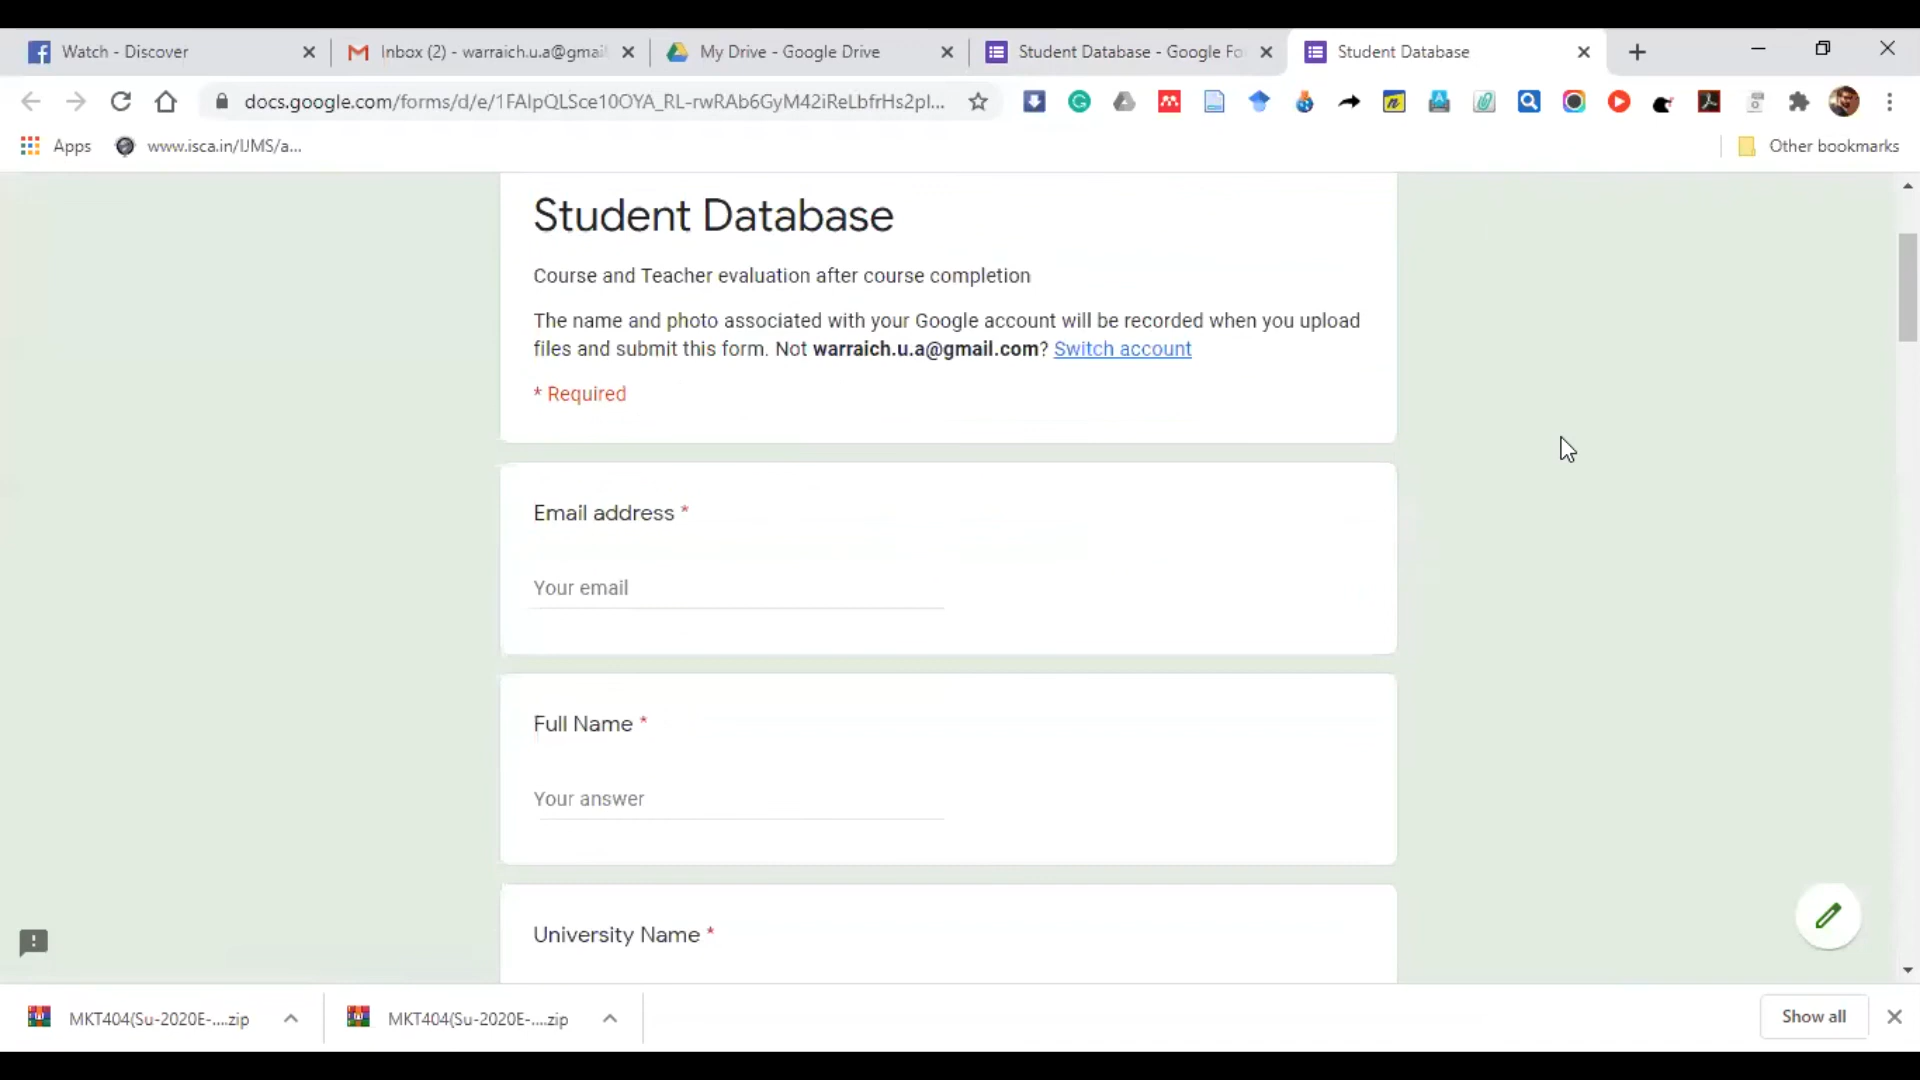 Watch - Discover
Inbox (2) - warraich.u.a@gmai
My Drive - Google Drive
Student Database - Google Fo
Student Database
docs.google.com/forms/d/e/1FAIpQLSce10OYA_RL-rwRAb6GyM42iReLbfrHs2pI...
Apps
www.isca.in/IJMS/a...
Other bookmarks
Student Database
Course and Teacher evaluation after course completion
The name and photo associated with your Google account will be recorded when you upload
files and submit this form. Not warraich.u.a@gmail.com? Switch account
* Required
Email address *
Your email
Full Name *
Your answer
University Name *
MKT404(Su-2020E-....zip
MKT404(Su-2020E-....zip
Show all